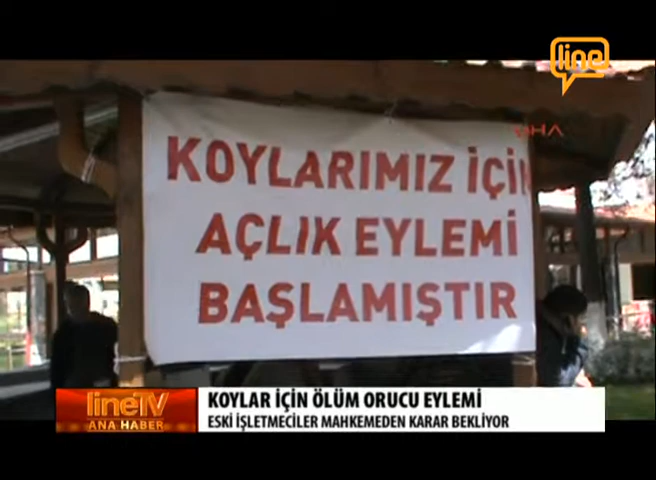 line
DHA
KOYLARIMIZ İÇİN
AÇLIK EYLEMİ
BAŞLAMIŞTIR
lineTV
ANA HABER
KOYLAR İÇİN ÖLÜM ORUCU EYLEMİ
ESKİ İŞLETMECİLER MAHKEMEDEN KARAR BEKLİYOR